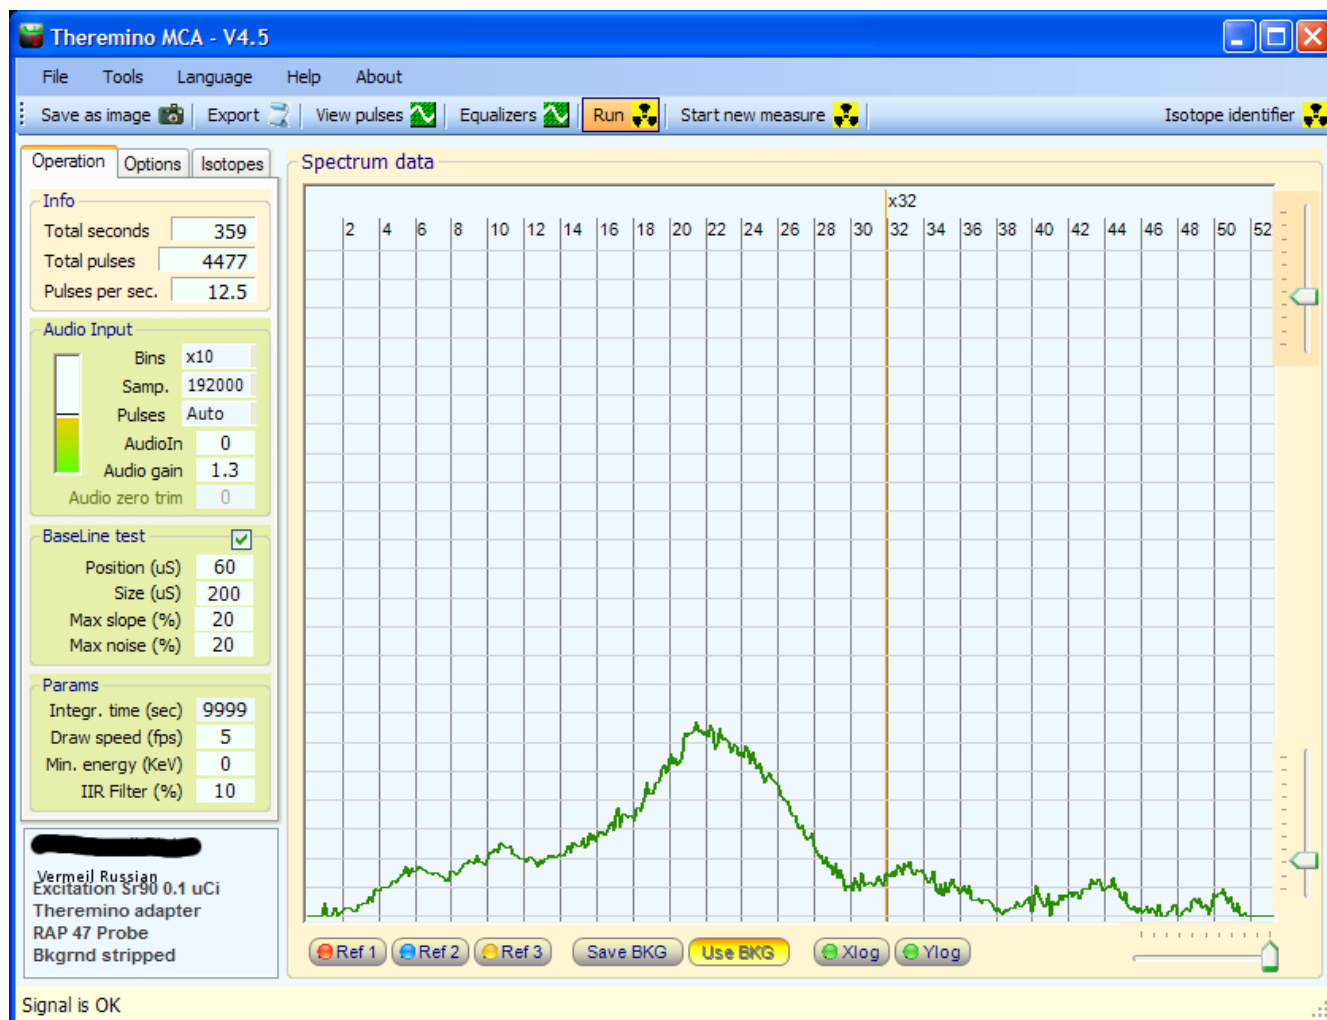 Theremino MCA - V4.5
File Tools Language Help About
Save as image Export View pulses Equalizers Run Start new measure Isotope identifier
Operation Options Isotopes
Info
Total seconds 359
Total pulses 4477
Pulses per sec. 12.5
Audio Input
Bins x10
Samp. 192000
Pulses Auto
AudioIn 0
Audio gain 1.3
Audio zero trim 0
BaseLine test
Position (uS) 60
Size (uS) 200
Max slope (%) 20
Max noise (%) 20
Params
Integr. time (sec) 9999
Draw speed (fps) 5
Min. energy (KeV) 0
IIR Filter (%) 10
Vermeil Russian
Excitation Sr90 0.1 uCi
Theremino adapter
RAP 47 Probe
Bkgrnd stripped
Spectrum data
x32
2 4 6 8 10 12 14 16 18 20 22 24 26 28 30 32 34 36 38 40 42 44 46 48 50 52
Ref 1 Ref 2 Ref 3 Save BKG Use BKG Xlog Ylog
Signal is OK